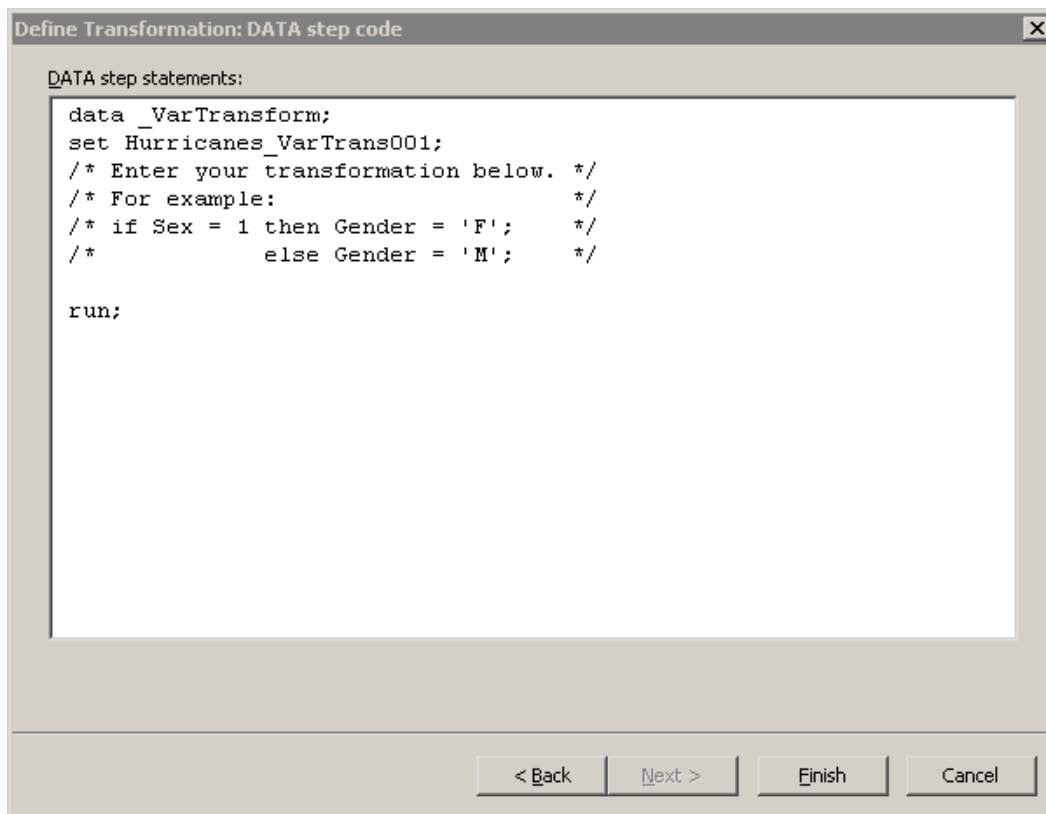 Define Transformation: DATA step code
DATA step statements:
data _VarTransform;
set Hurricanes_VarTrans001;
/* Enter your transformation below. */
/* For example:                     */
/* if Sex = 1 then Gender = 'F';    */
/*            else Gender = 'M';    */
run;
< Back Next > Finish Cancel